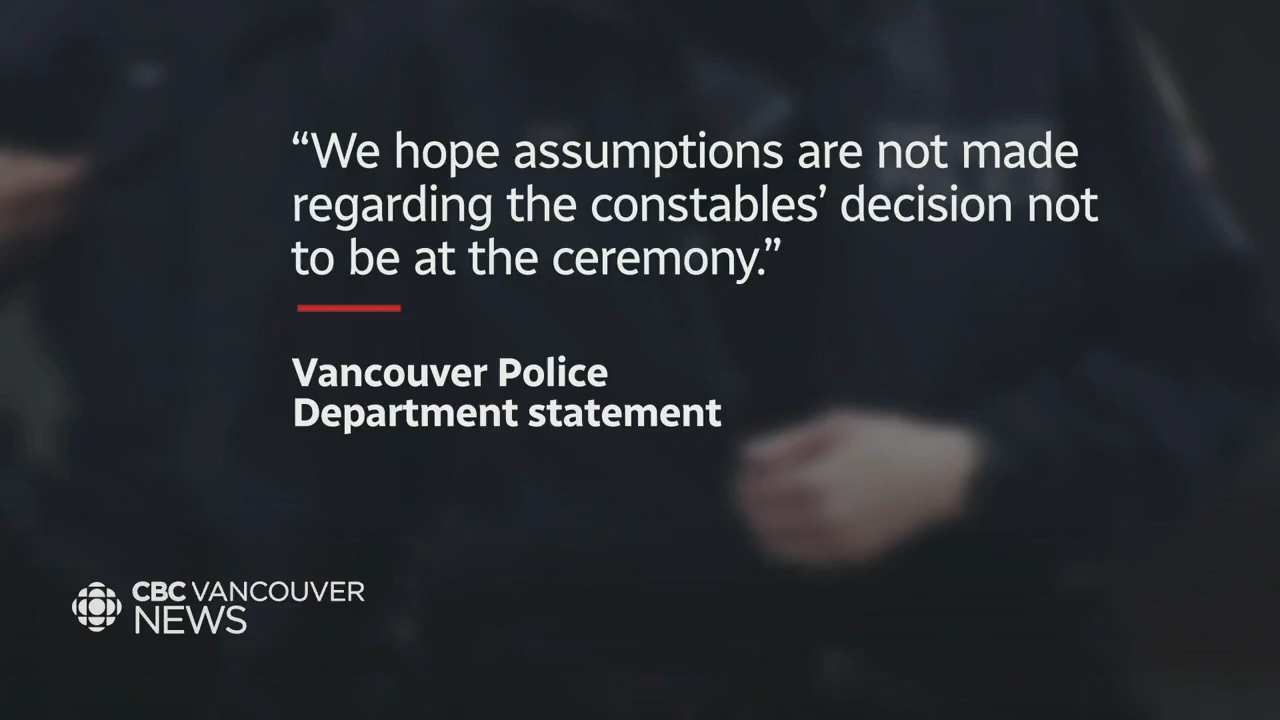 “We hope assumptions are not made
regarding the constables’ decision not
to be at the ceremony.”
Vancouver Police
Department statement
CBC VANCOUVER
NEWS